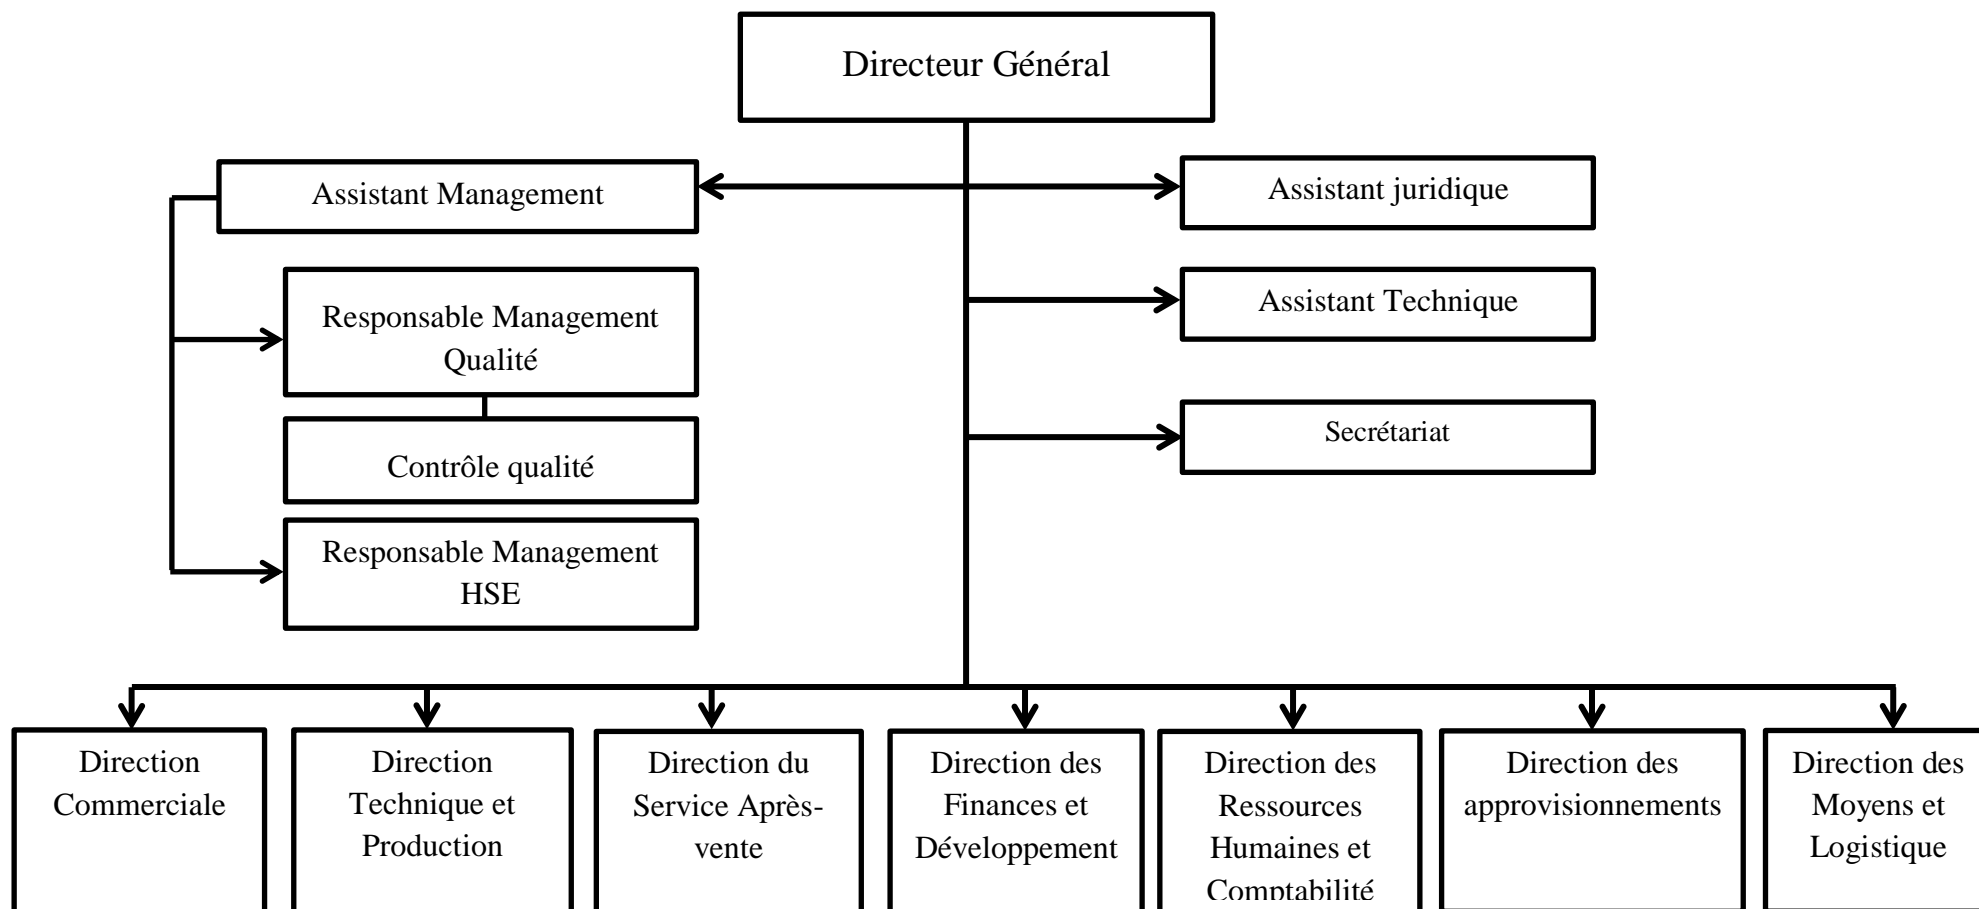 Directeur Général
Assistant Management
Assistant juridique
Responsable Management
Qualité
Assistant Technique
Contrôle qualité
Secrétariat
Responsable Management
HSE
Direction
Commerciale
Direction
Technique et
Production
Direction du
Service Après-
vente
Direction des
Finances et
Développement
Direction des
Ressources
Humaines et
Comptabilité
Direction des
approvisionnements
Direction des
Moyens et
Logistique